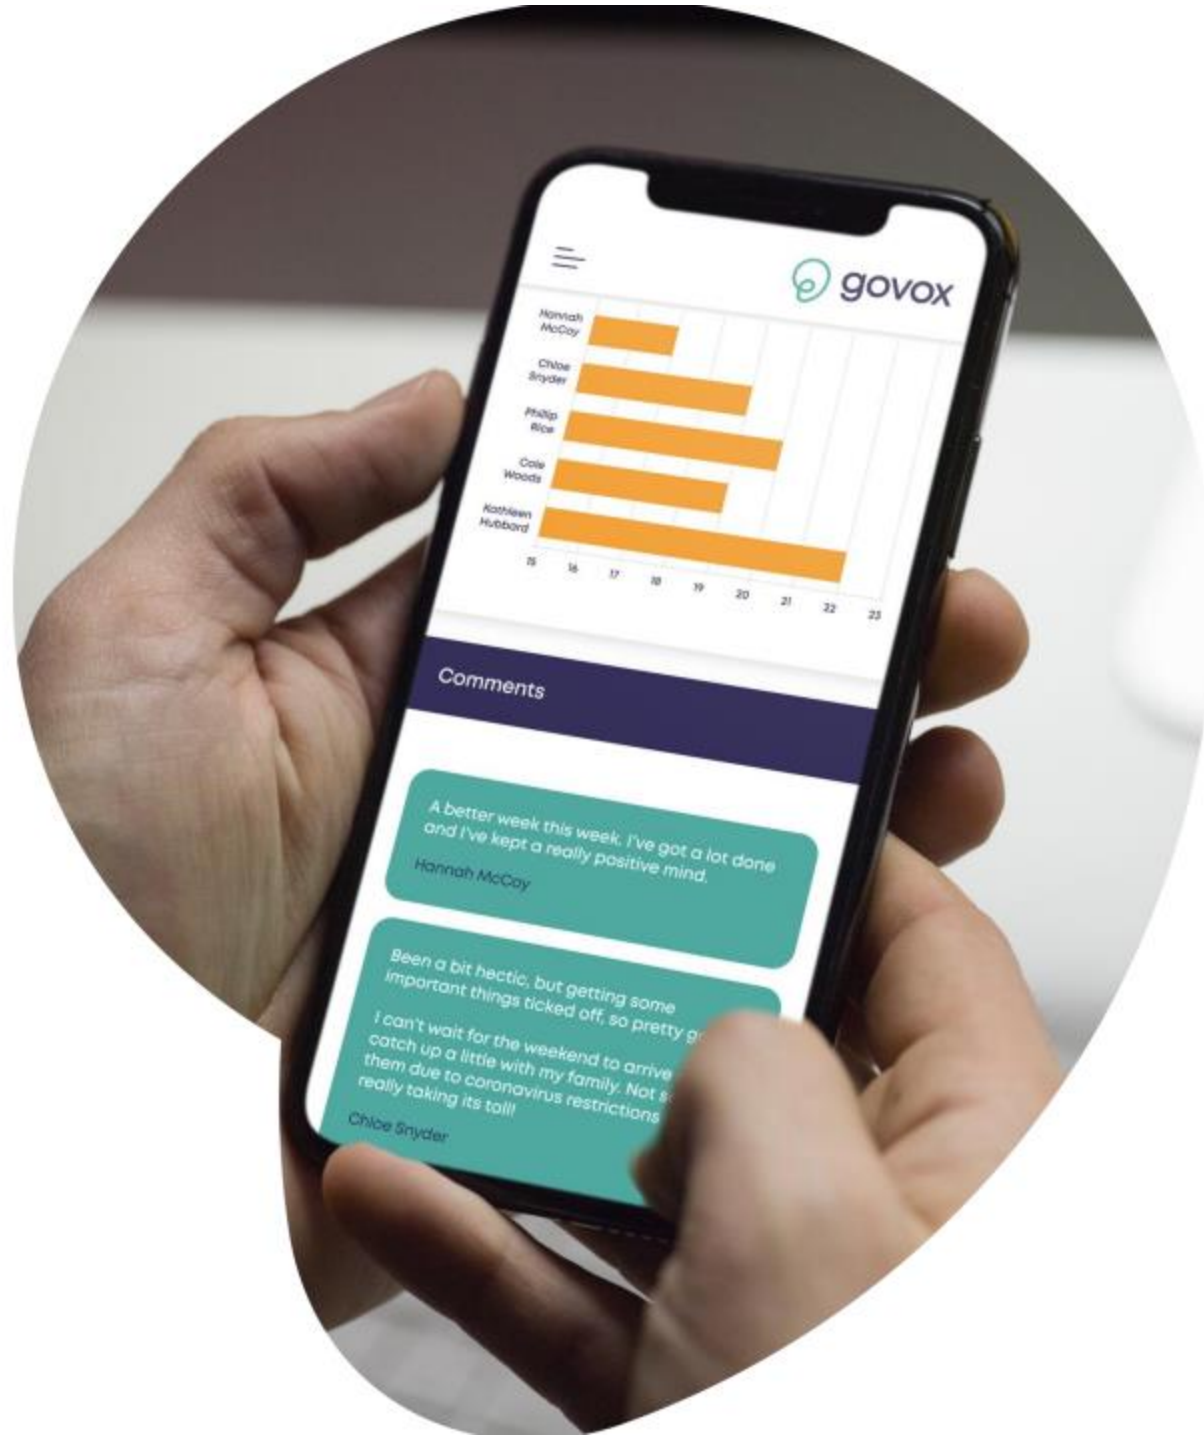 govox
Hannah
McCoy
Chloe
Snyder
Phillip
Rice
Cole
Woods
Kathleen
Hubbard
15 16 17 18 19 20 21 22 23
Comments
A better week this week. I've got a lot done
and I've kept a really positive mind.
Hannah McCoy
Been a bit hectic, but getting some
important things ticked off, so pretty
I can't wait for the weekend to arrive
catch up a little with my family. Not
them due to coronavirus restrictions
really taking its toll!
Chloe Snyder